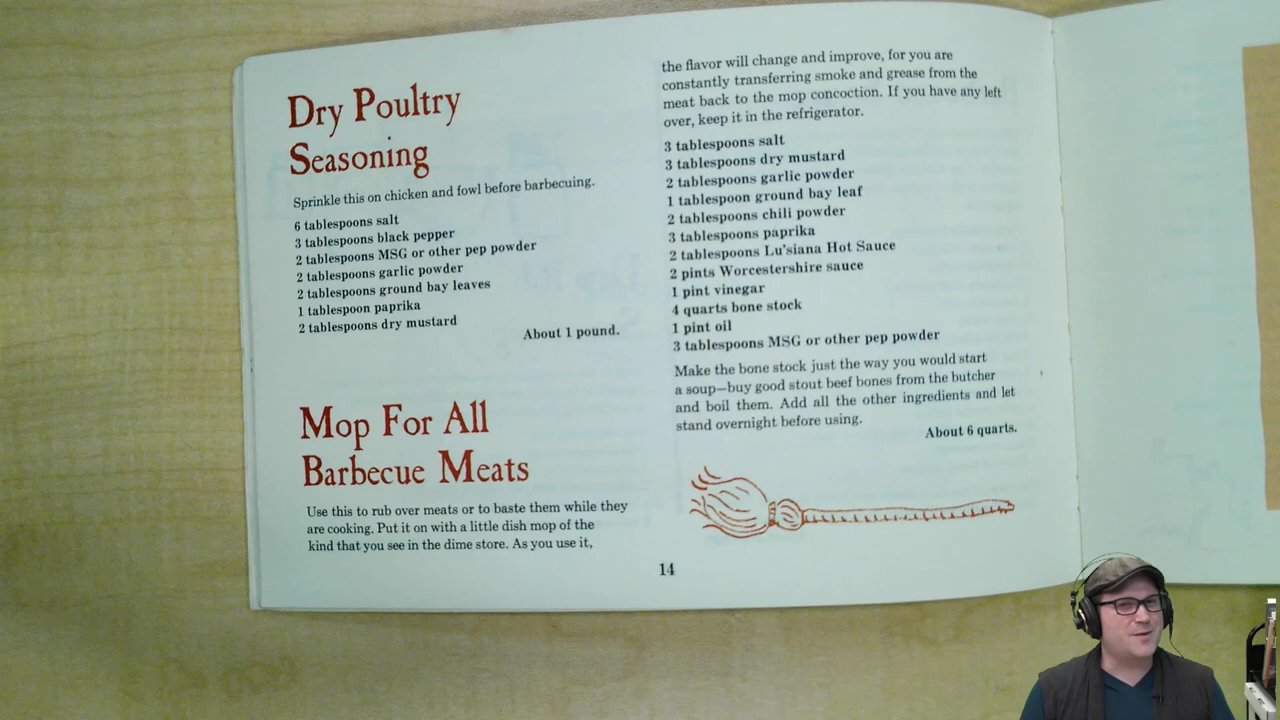 Dry Poultry
Seasoning
Sprinkle this on chicken and fowl before barbecuing.
6 tablespoons salt
3 tablespoons black pepper
2 tablespoons MSG or other pep powder
2 tablespoons garlic powder
2 tablespoons ground bay leaves
1 tablespoon paprika
2 tablespoons dry mustard
About 1 pound.
Mop For All
Barbecue Meats
Use this to rub over meats or to baste them while they
are cooking. Put it on with a little dish mop of the
kind that you see in the dime store. As you use it,
the flavor will change and improve, for you are
constantly transferring smoke and grease from the
meat back to the mop concoction. If you have any left
over, keep it in the refrigerator.
3 tablespoons salt
3 tablespoons dry mustard
2 tablespoons garlic powder
1 tablespoon ground bay leaf
2 tablespoons chili powder
3 tablespoons paprika
2 tablespoons Lu'siana Hot Sauce
2 pints Worcestershire sauce
1 pint vinegar
4 quarts bone stock
1 pint oil
3 tablespoons MSG or other pep powder
Make the bone stock just the way you would start
a soup—buy good stout beef bones from the butcher
and boil them. Add all the other ingredients and let
stand overnight before using.
About 6 quarts.
14